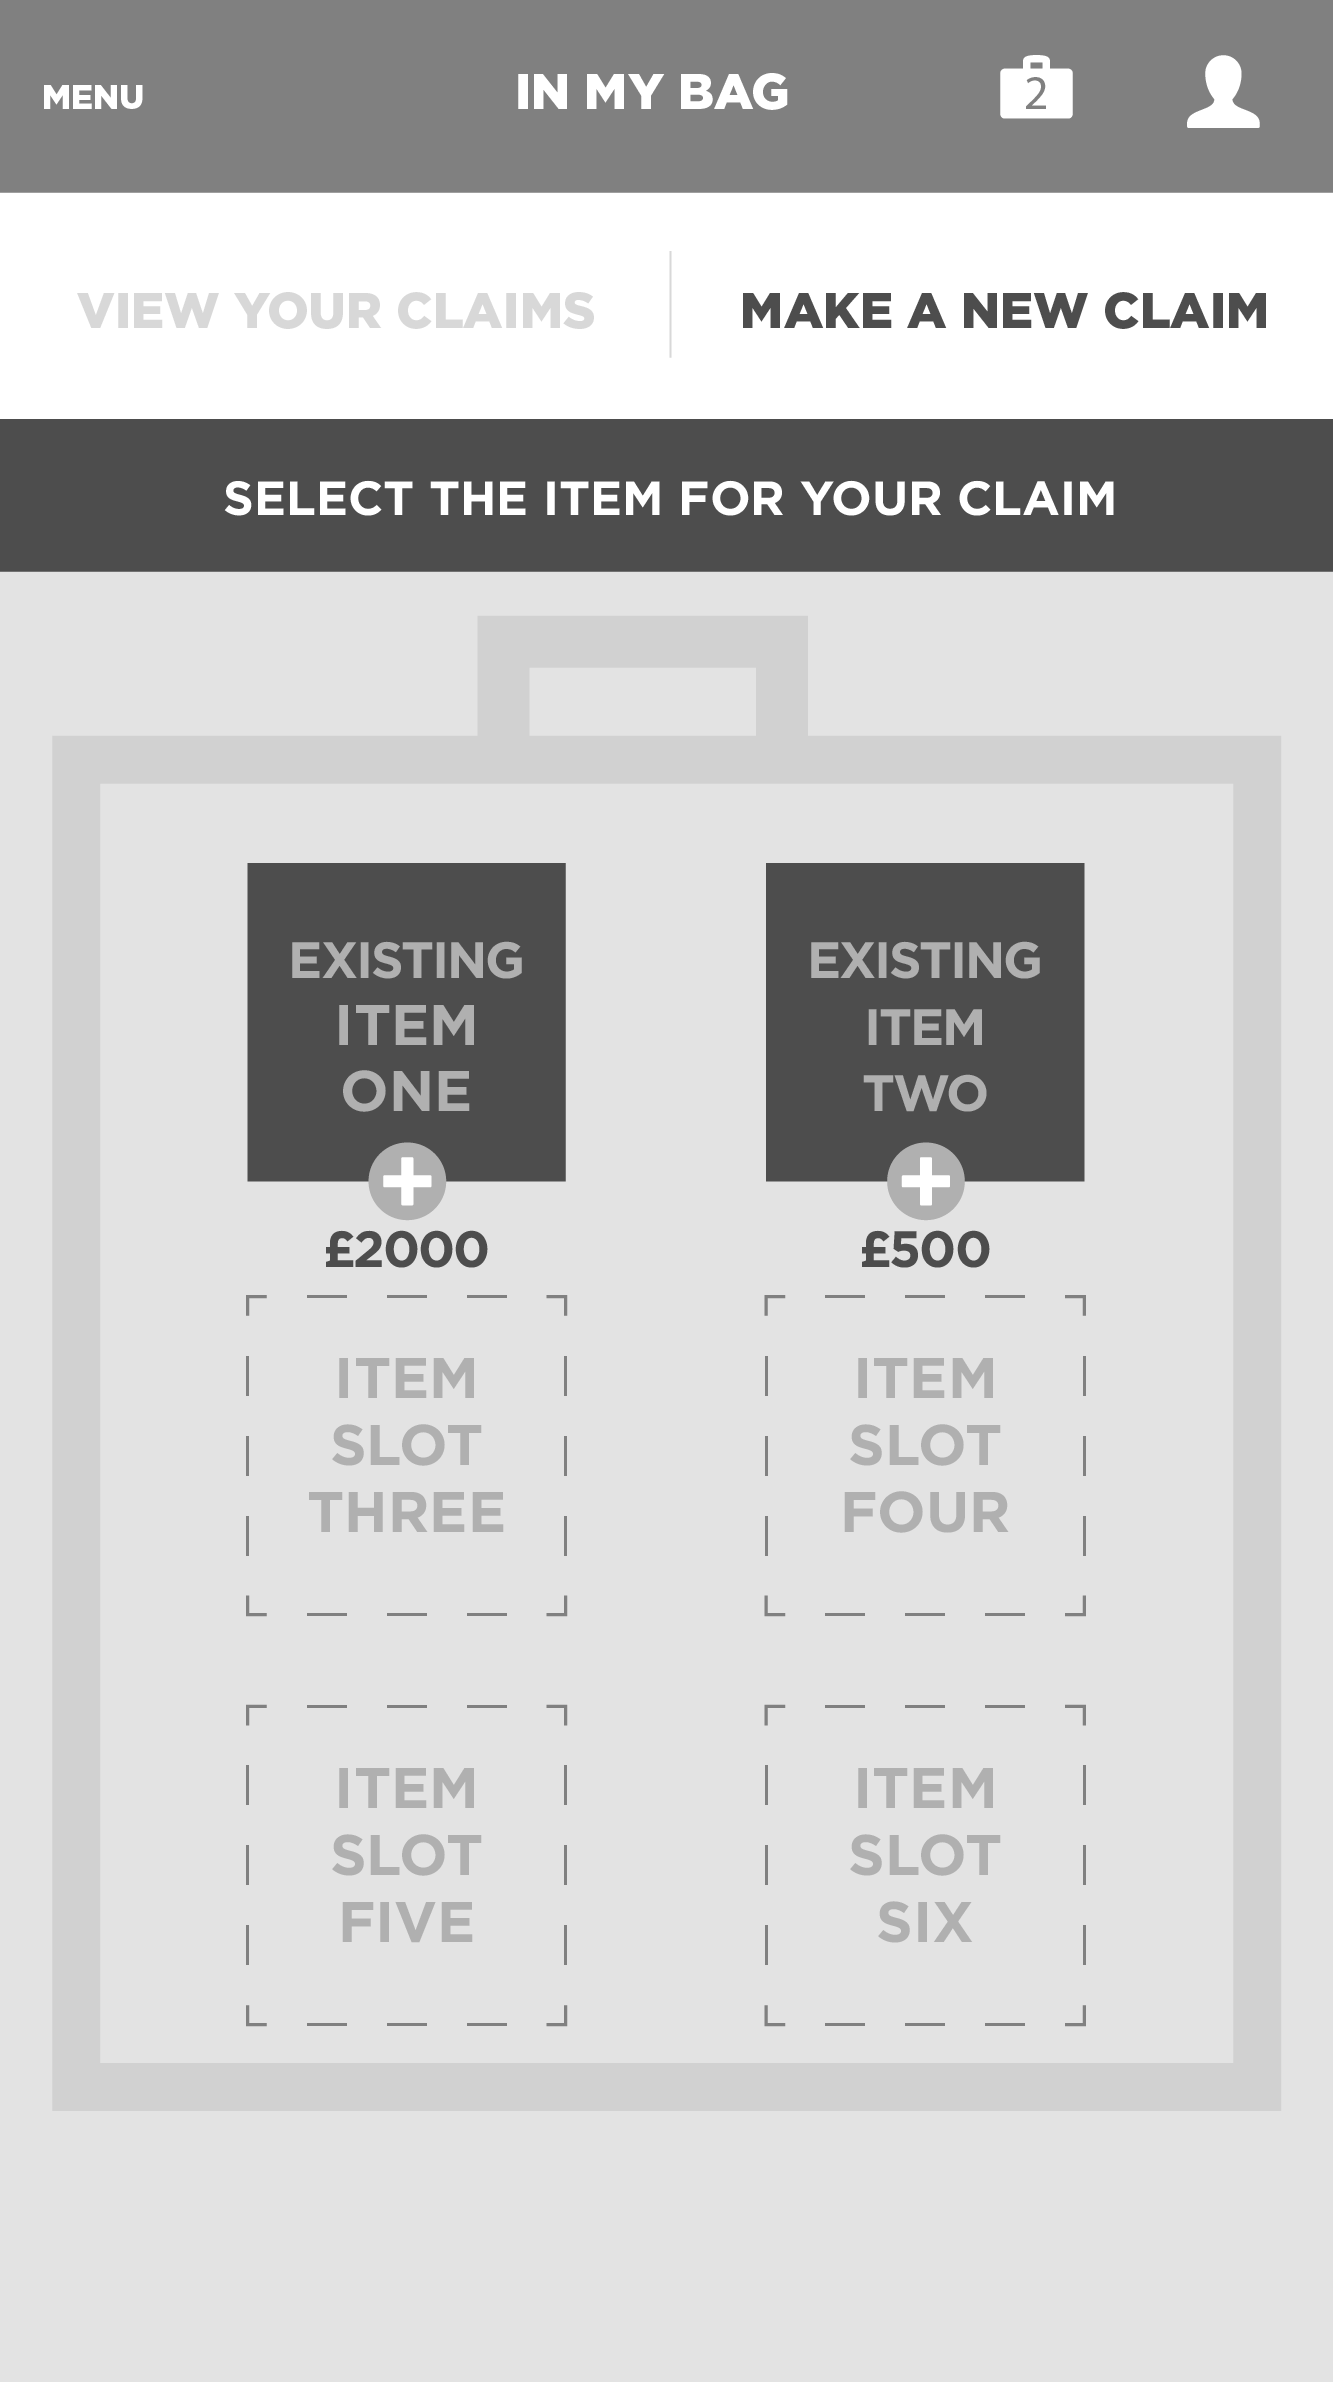 MENU
IN MY BAG
2
VIEW YOUR CLAIMS
MAKE A NEW CLAIM
SELECT THE ITEM FOR YOUR CLAIM
EXISTING
ITEM
ONE
£2000
EXISTING
ITEM
TWO
£500
ITEM
SLOT
THREE
ITEM
SLOT
FOUR
ITEM
SLOT
FIVE
ITEM
SLOT
SIX